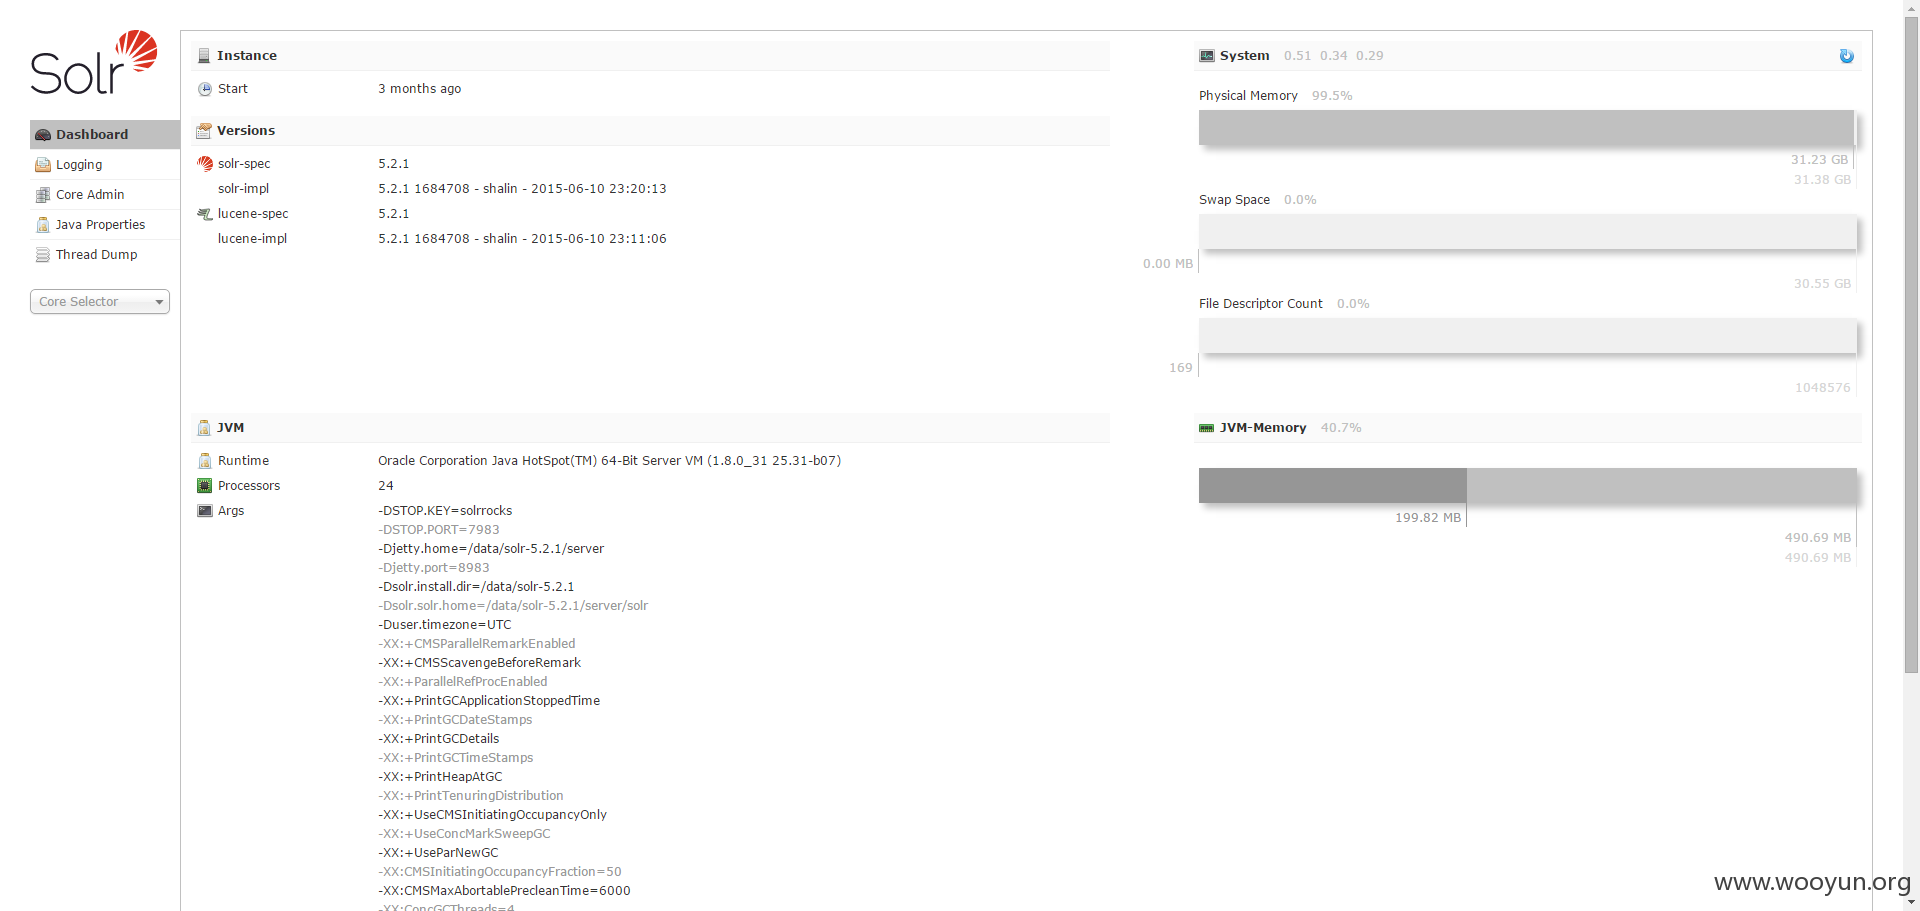 Solr
Dashboard
Logging
Core Admin
Java Properties
Thread Dump
Core Selector
Instance
Start 3 months ago
Versions
solr-spec 5.2.1
solr-impl 5.2.1 1684708 - shalin - 2015-06-10 23:20:13
lucene-spec 5.2.1
lucene-impl 5.2.1 1684708 - shalin - 2015-06-10 23:11:06
System 0.51 0.34 0.29
Physical Memory 99.5%
31.23 GB
31.38 GB
Swap Space 0.0%
0.00 MB
30.55 GB
File Descriptor Count 0.0%
169
1048576
JVM
Runtime Oracle Corporation Java HotSpot(TM) 64-Bit Server VM (1.8.0_31 25.31-b07)
Processors 24
Args -DSTOP.KEY=solrrocks
-DSTOP.PORT=7983
-Djetty.home=/data/solr-5.2.1/server
-Djetty.port=8983
-Dsolr.install.dir=/data/solr-5.2.1
-Dsolr.solr.home=/data/solr-5.2.1/server/solr
-Duser.timezone=UTC
-XX:+CMSParallelRemarkEnabled
-XX:+CMSScavengeBeforeRemark
-XX:+ParallelRefProcEnabled
-XX:+PrintGCApplicationStoppedTime
-XX:+PrintGCDateStamps
-XX:+PrintGCDetails
-XX:+PrintGCTimeStamps
-XX:+PrintHeapAtGC
-XX:+PrintTenuringDistribution
-XX:+UseCMSInitiatingOccupancyOnly
-XX:+UseConcMarkSweepGC
-XX:+UseParNewGC
-XX:CMSInitiatingOccupancyFraction=50
-XX:CMSMaxAbortablePrecleanTime=6000
-XX:ConcGCThreads=4
JVM-Memory 40.7%
199.82 MB
490.69 MB
490.69 MB
www.wooyun.org